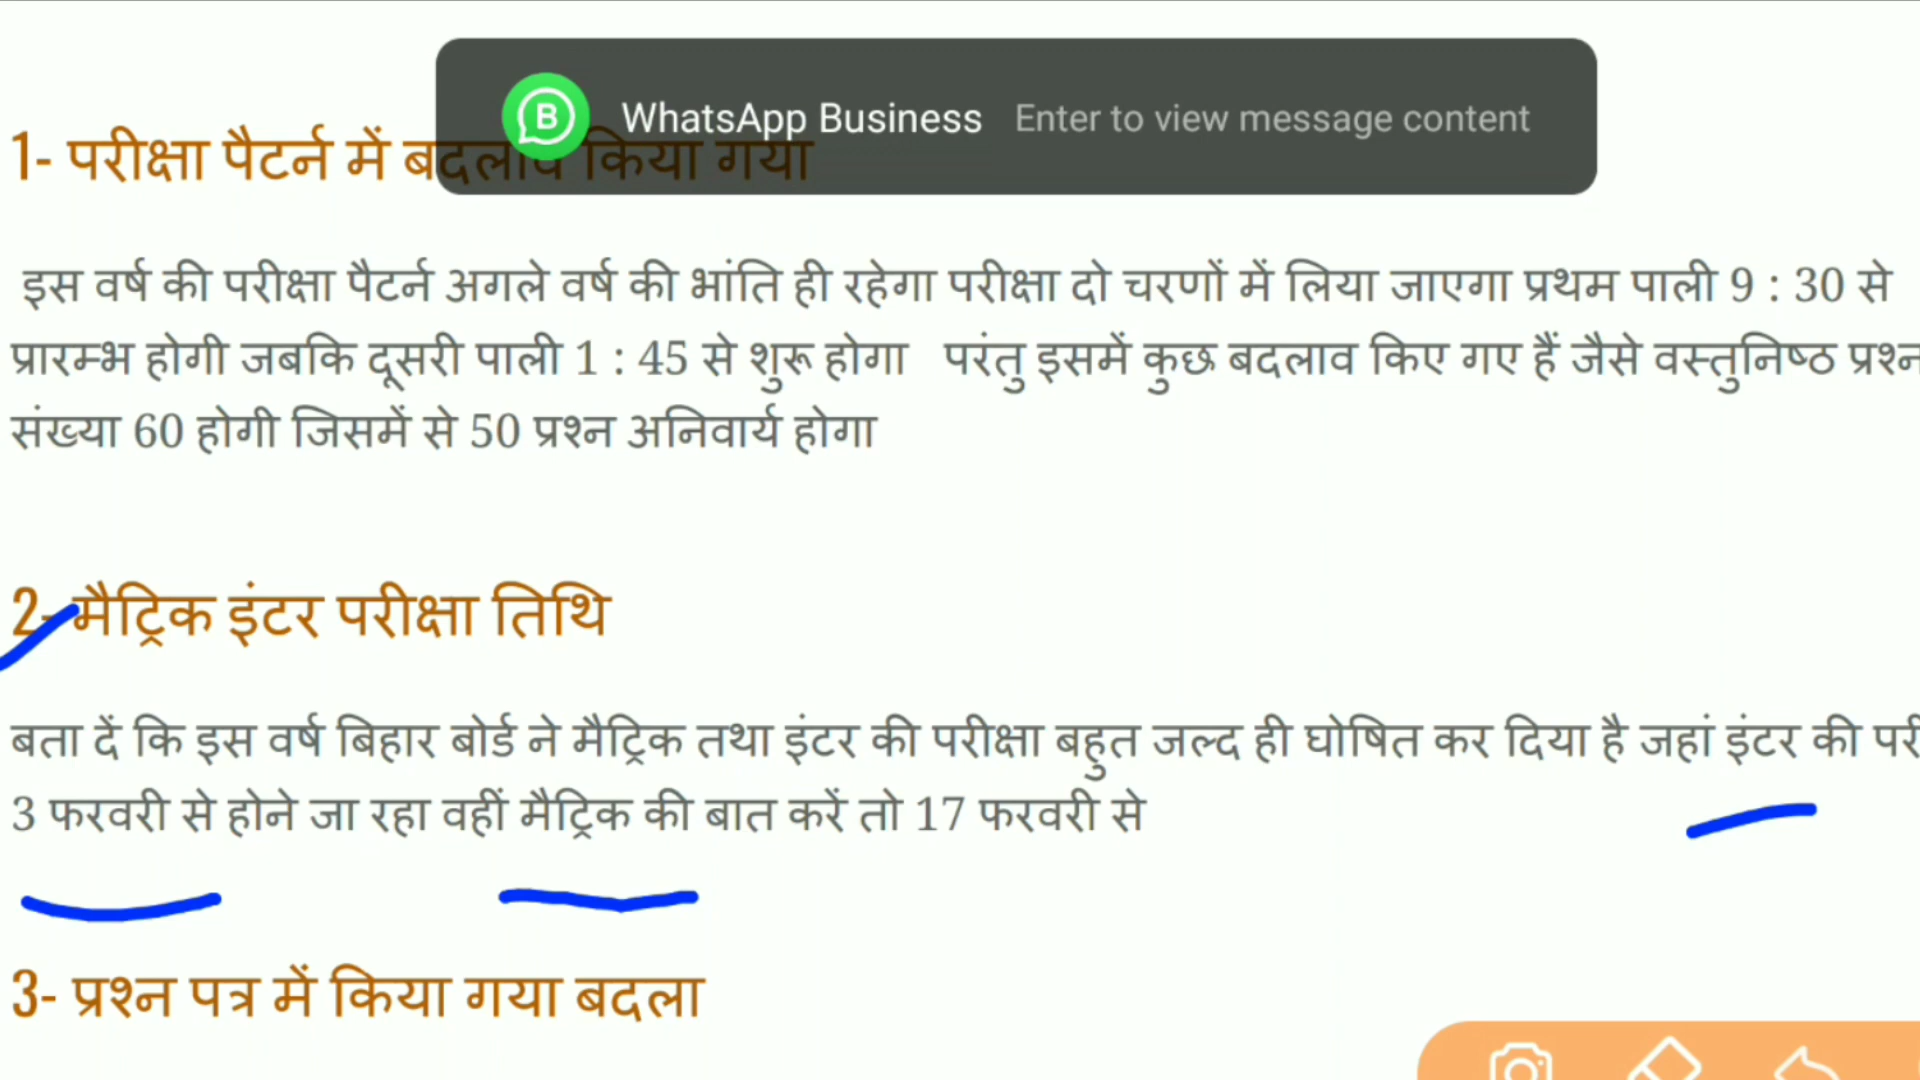 WhatsApp Business Enter to view message content
1- परीक्षा पैटर्न में बदलाव किया गया
इस वर्ष की परीक्षा पैटर्न अगले वर्ष की भांति ही रहेगा परीक्षा दो चरणों में लिया जाएगा प्रथम पाली 9 : 30 से
प्रारम्भ होगी जबकि दूसरी पाली 1 : 45 से शुरू होगा परंतु इसमें कुछ बदलाव किए गए हैं जैसे वस्तुनिष्ठ प्रश्न
संख्या 60 होगी जिसमें से 50 प्रश्न अनिवार्य होगा
2- मैट्रिक इंटर परीक्षा तिथि
बता दें कि इस वर्ष बिहार बोर्ड ने मैट्रिक तथा इंटर की परीक्षा बहुत जल्द ही घोषित कर दिया है जहां इंटर की
3 फरवरी से होने जा रहा वहीं मैट्रिक की बात करें तो 17 फरवरी से
3- प्रश्न पत्र में किया गया बदला